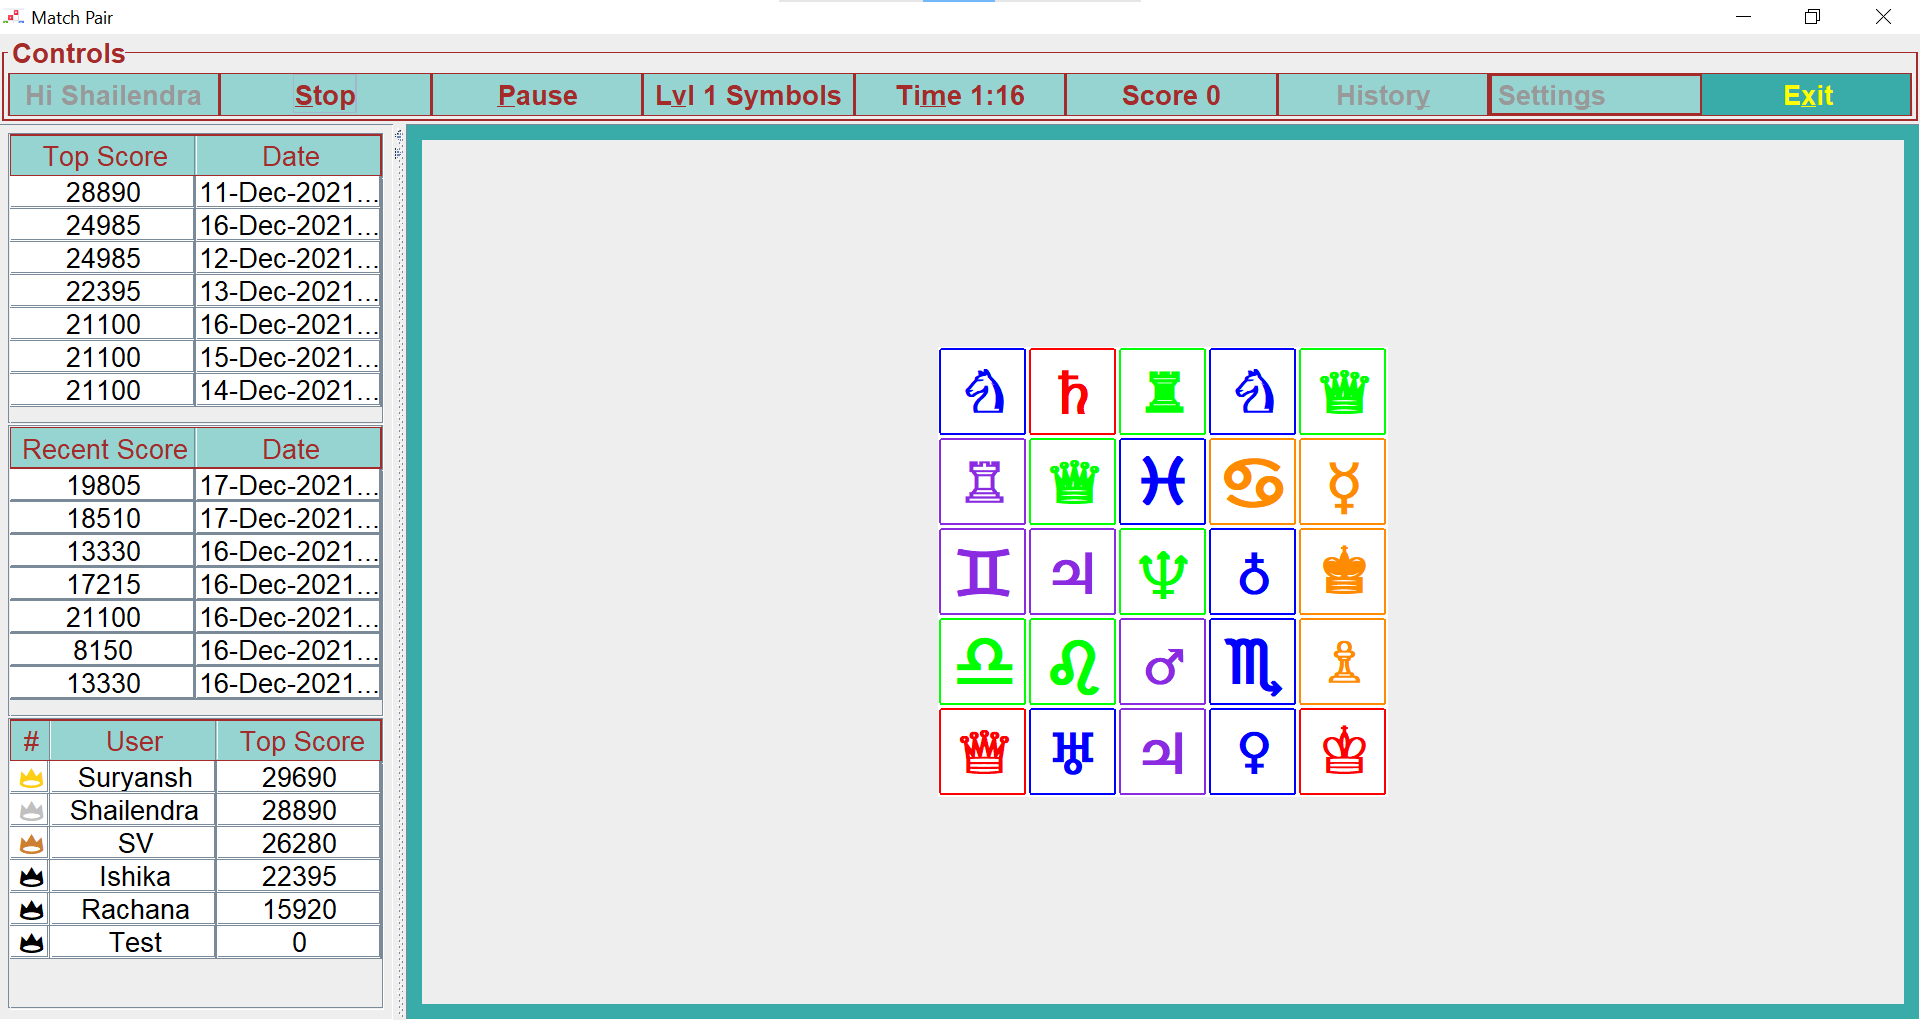 Match Pair
Controls
Hi Shailendra Stop Pause Lvl 1 Symbols Time 1:16 Score 0 History Settings Exit
Top Score Date
28890 11-Dec-2021...
24985 16-Dec-2021...
24985 12-Dec-2021...
22395 13-Dec-2021...
21100 16-Dec-2021...
21100 15-Dec-2021...
21100 14-Dec-2021...
Recent Score Date
19805 17-Dec-2021...
18510 17-Dec-2021...
13330 16-Dec-2021...
17215 16-Dec-2021...
21100 16-Dec-2021...
8150 16-Dec-2021...
13330 16-Dec-2021...
# User Top Score
Suryansh 29690
Shailendra 28890
SV 26280
Ishika 22395
Rachana 15920
Test 0
♘ ♄ ♜ ♘ ♛
♖ ♛ ♓ ♋ ☿
♊ ♃ ♆ ♁ ♚
♎ ♌ ♂ ♏ ♙
♕ ♅ ♃ ♀ ♔